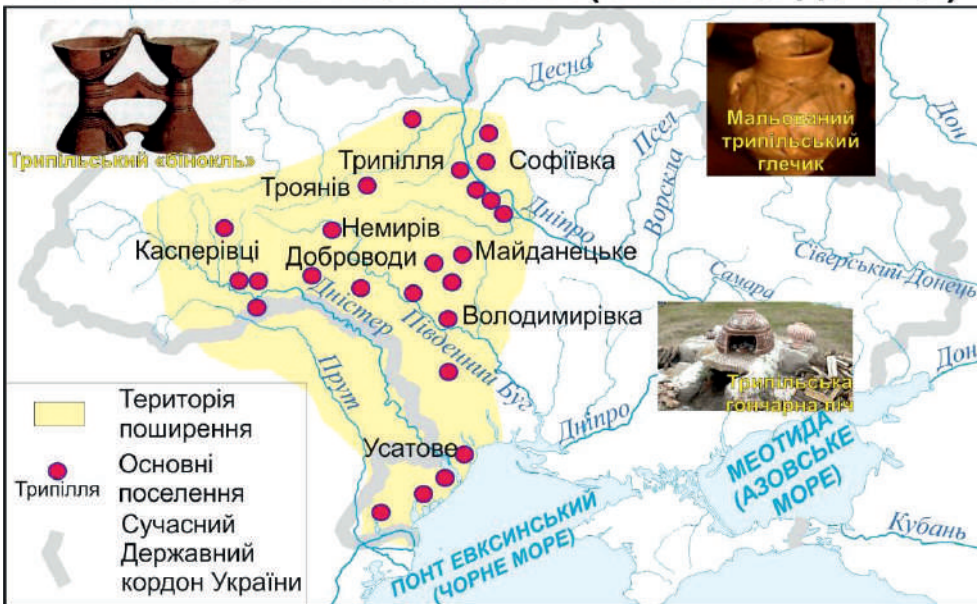 Трипільський «бінокль»
Мальований
трипільський
глечик
Десна
Псел
Ворскла
Дон
Трипілля
Софіївка
Троянів
Дніпро
Немирів
Касперівці
Доброводи
Майданецьке
Сіверський Донець
Самара
Дністер
Південний Буг
Володимирівка
Прут
Трипільська
гончарна піч
Дон
Дніпро
Усатове
МЕОТИДА
(АЗОВСЬКЕ
МОРЕ)
Кубань
ПОНТ ЕВКСИНСЬКИЙ
(ЧОРНЕ МОРЕ)
Територія
поширення
Трипілля
Основні
поселення
Сучасний
Державний
кордон України